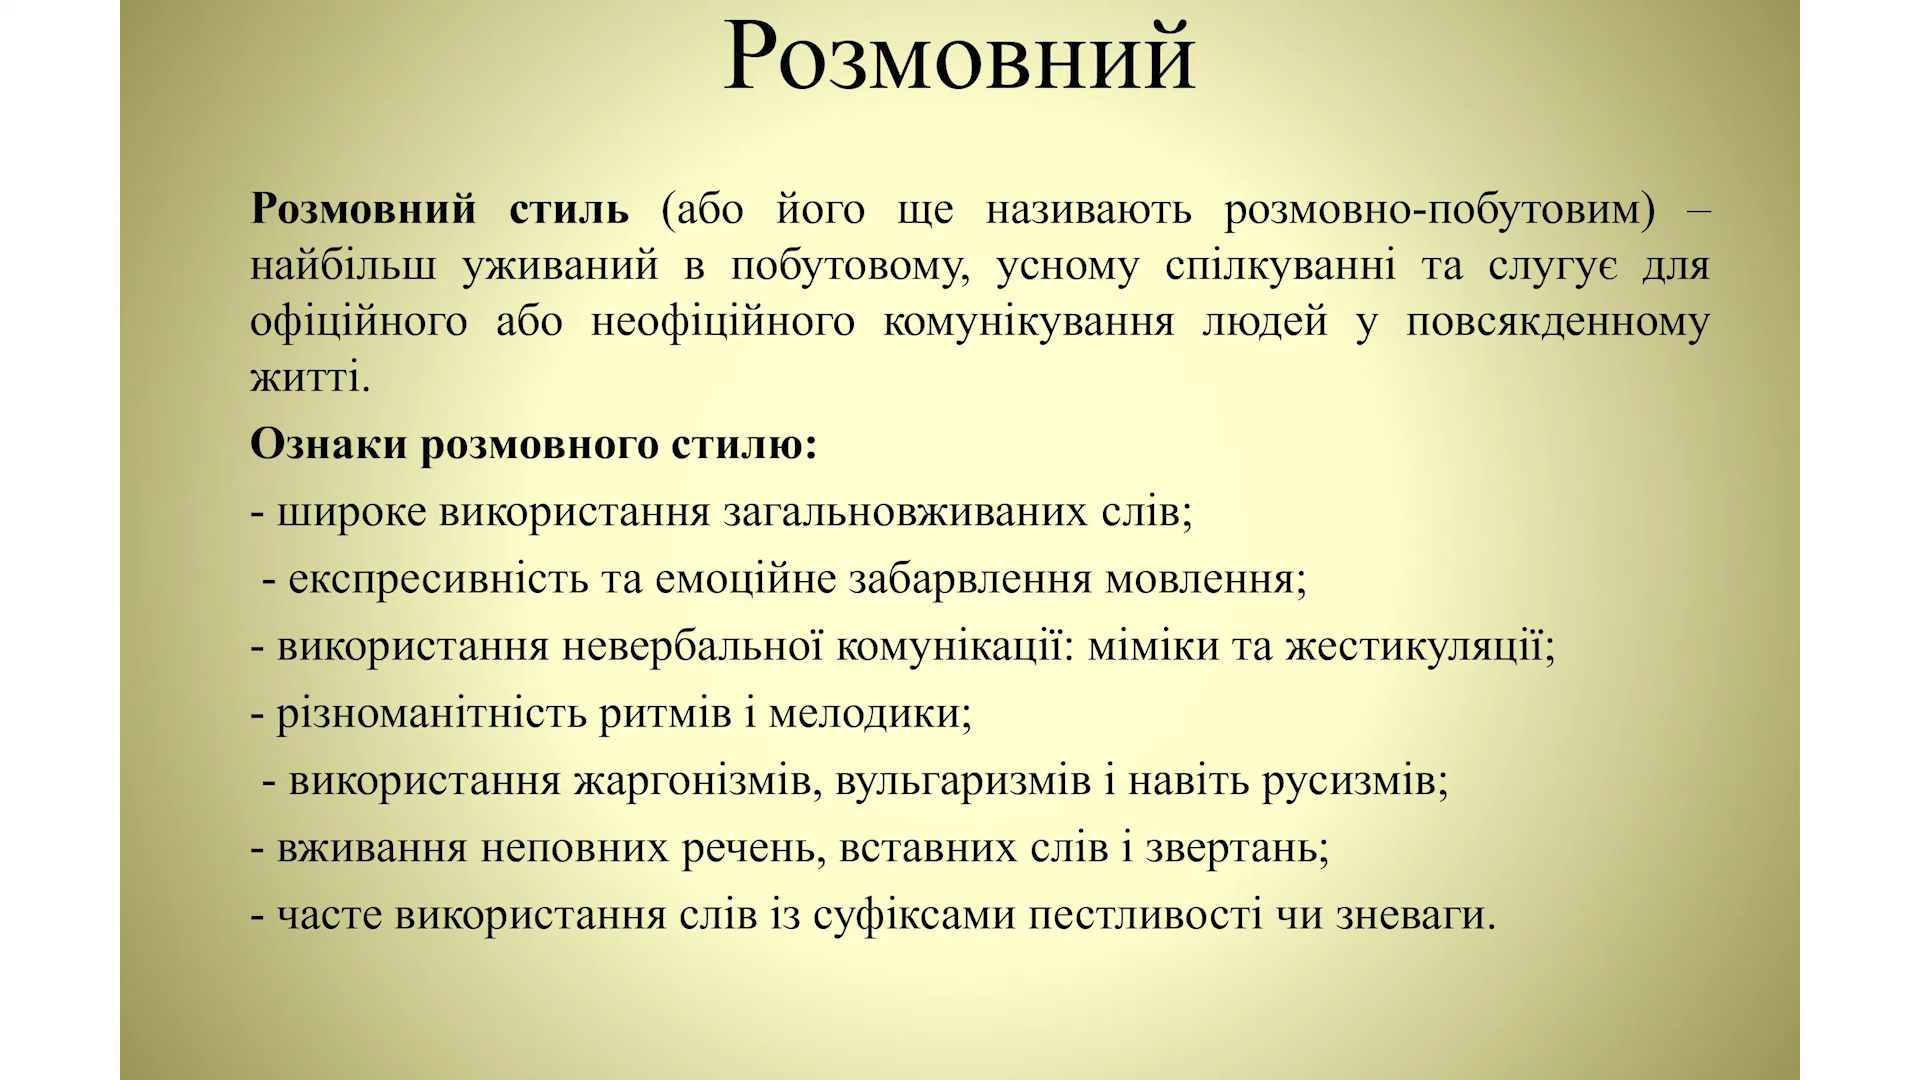 Розмовний
Розмовний стиль (або його ще називають розмовно-побутовим) –
найбільш уживаний в побутовому, усному спілкуванні та слугує для
офіційного або неофіційного комунікування людей у повсякденному
житті.
Ознаки розмовного стилю:
- широке використання загальновживаних слів;
- експресивність та емоційне забарвлення мовлення;
- використання невербальної комунікації: міміки та жестикуляції;
- різноманітність ритмів і мелодики;
- використання жаргонізмів, вульгаризмів і навіть русизмів;
- вживання неповних речень, вставних слів і звертань;
- часте використання слів із суфіксами пестливості чи зневаги.